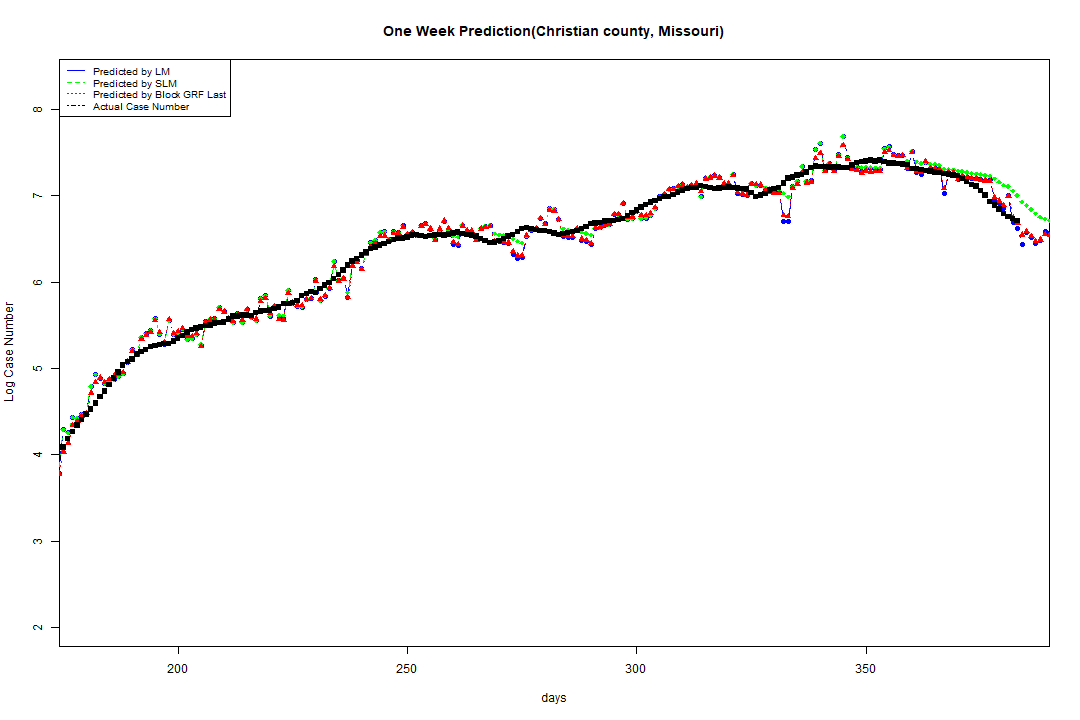 One Week Prediction(Christian county, Missouri)
Predicted by LM
Predicted by SLM
Predicted by Block GRF Last
Actual Case Number
8
7
6
5
4
3
2
Log Case Number
200 250 300 350
days